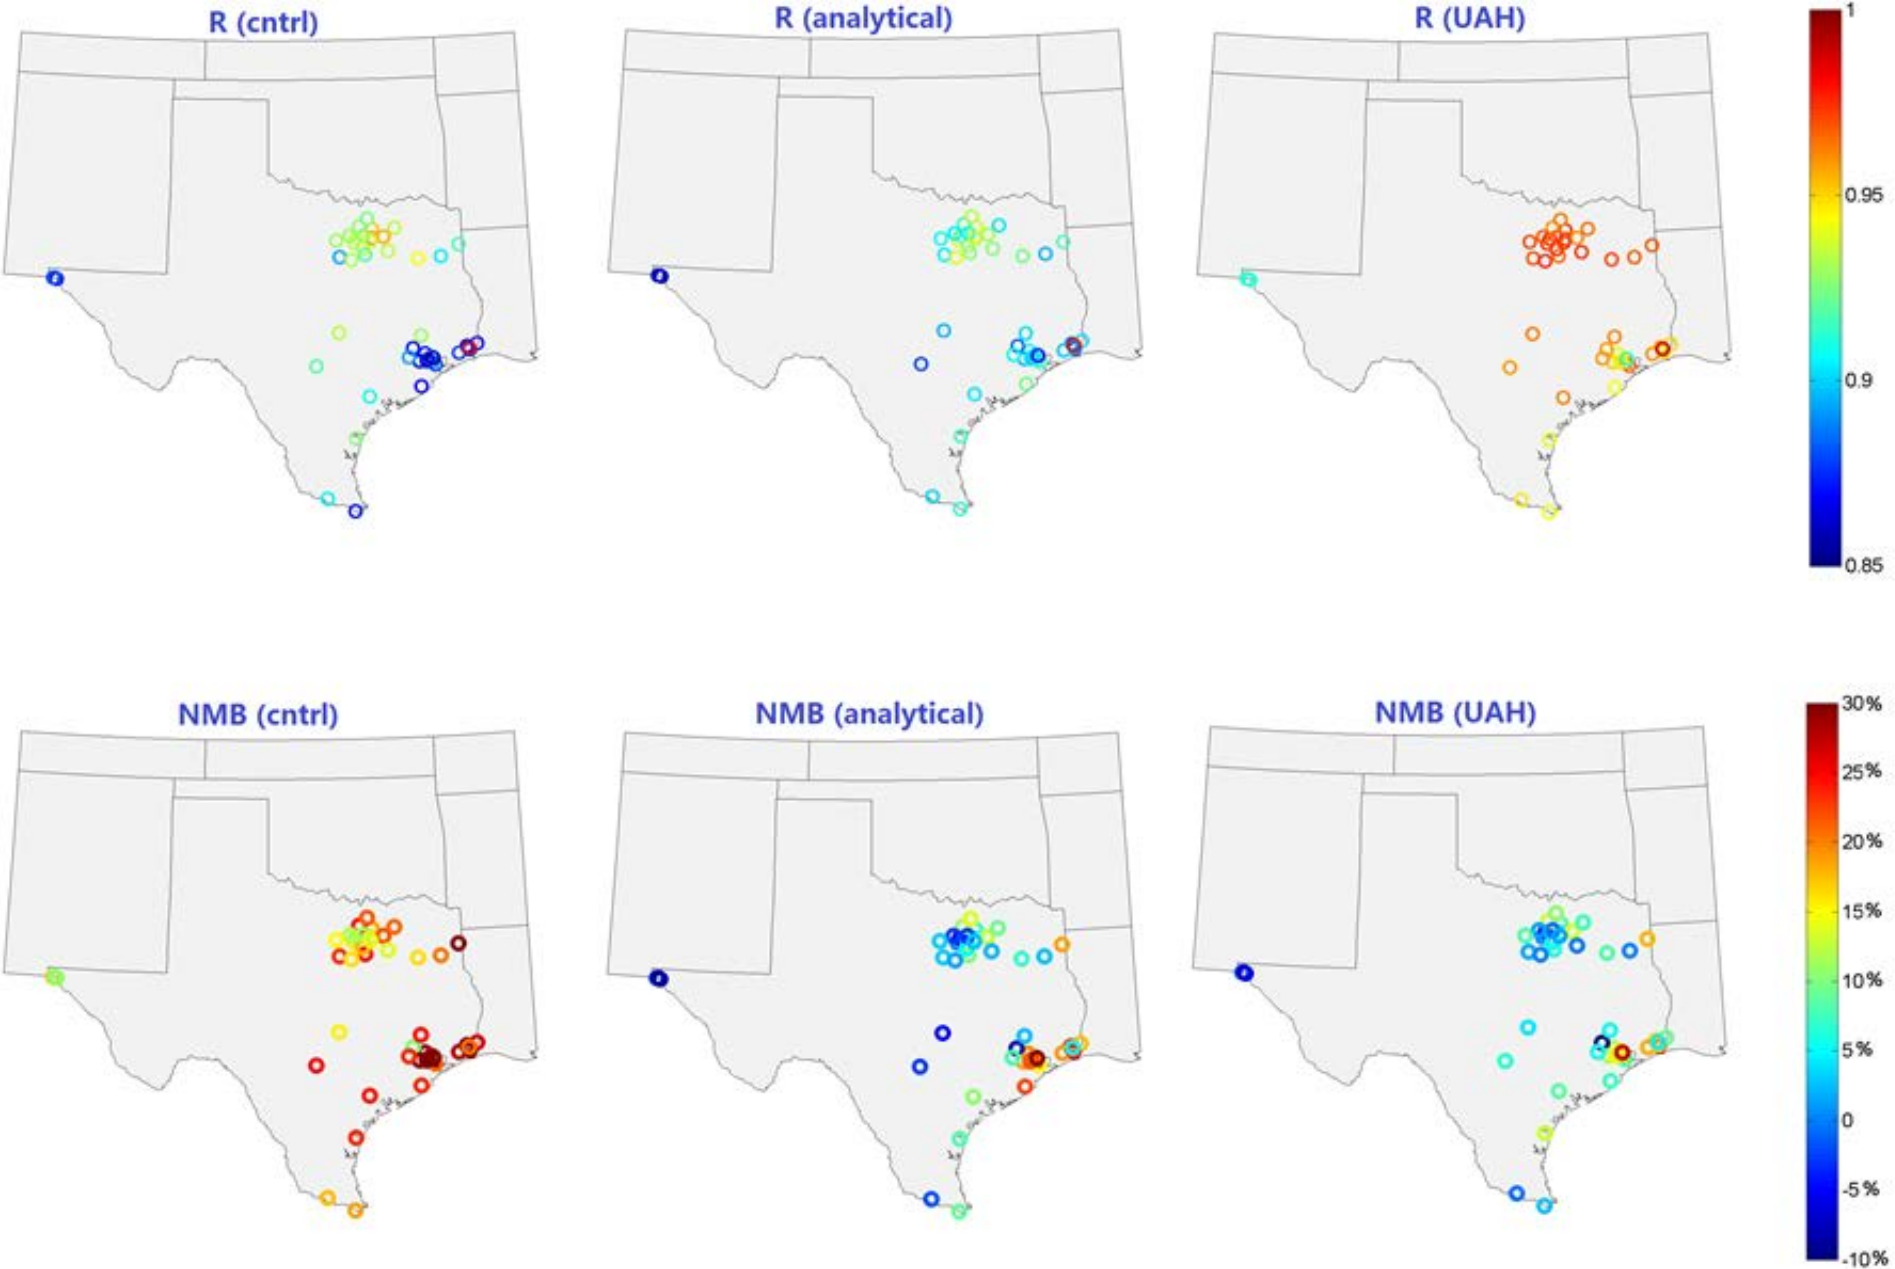 R (cntrl)
R (analytical)
R (UAH)
1
0.95
0.9
0.85
NMB (cntrl)
NMB (analytical)
NMB (UAH)
30%
25%
20%
15%
10%
5%
0
-5%
-10%